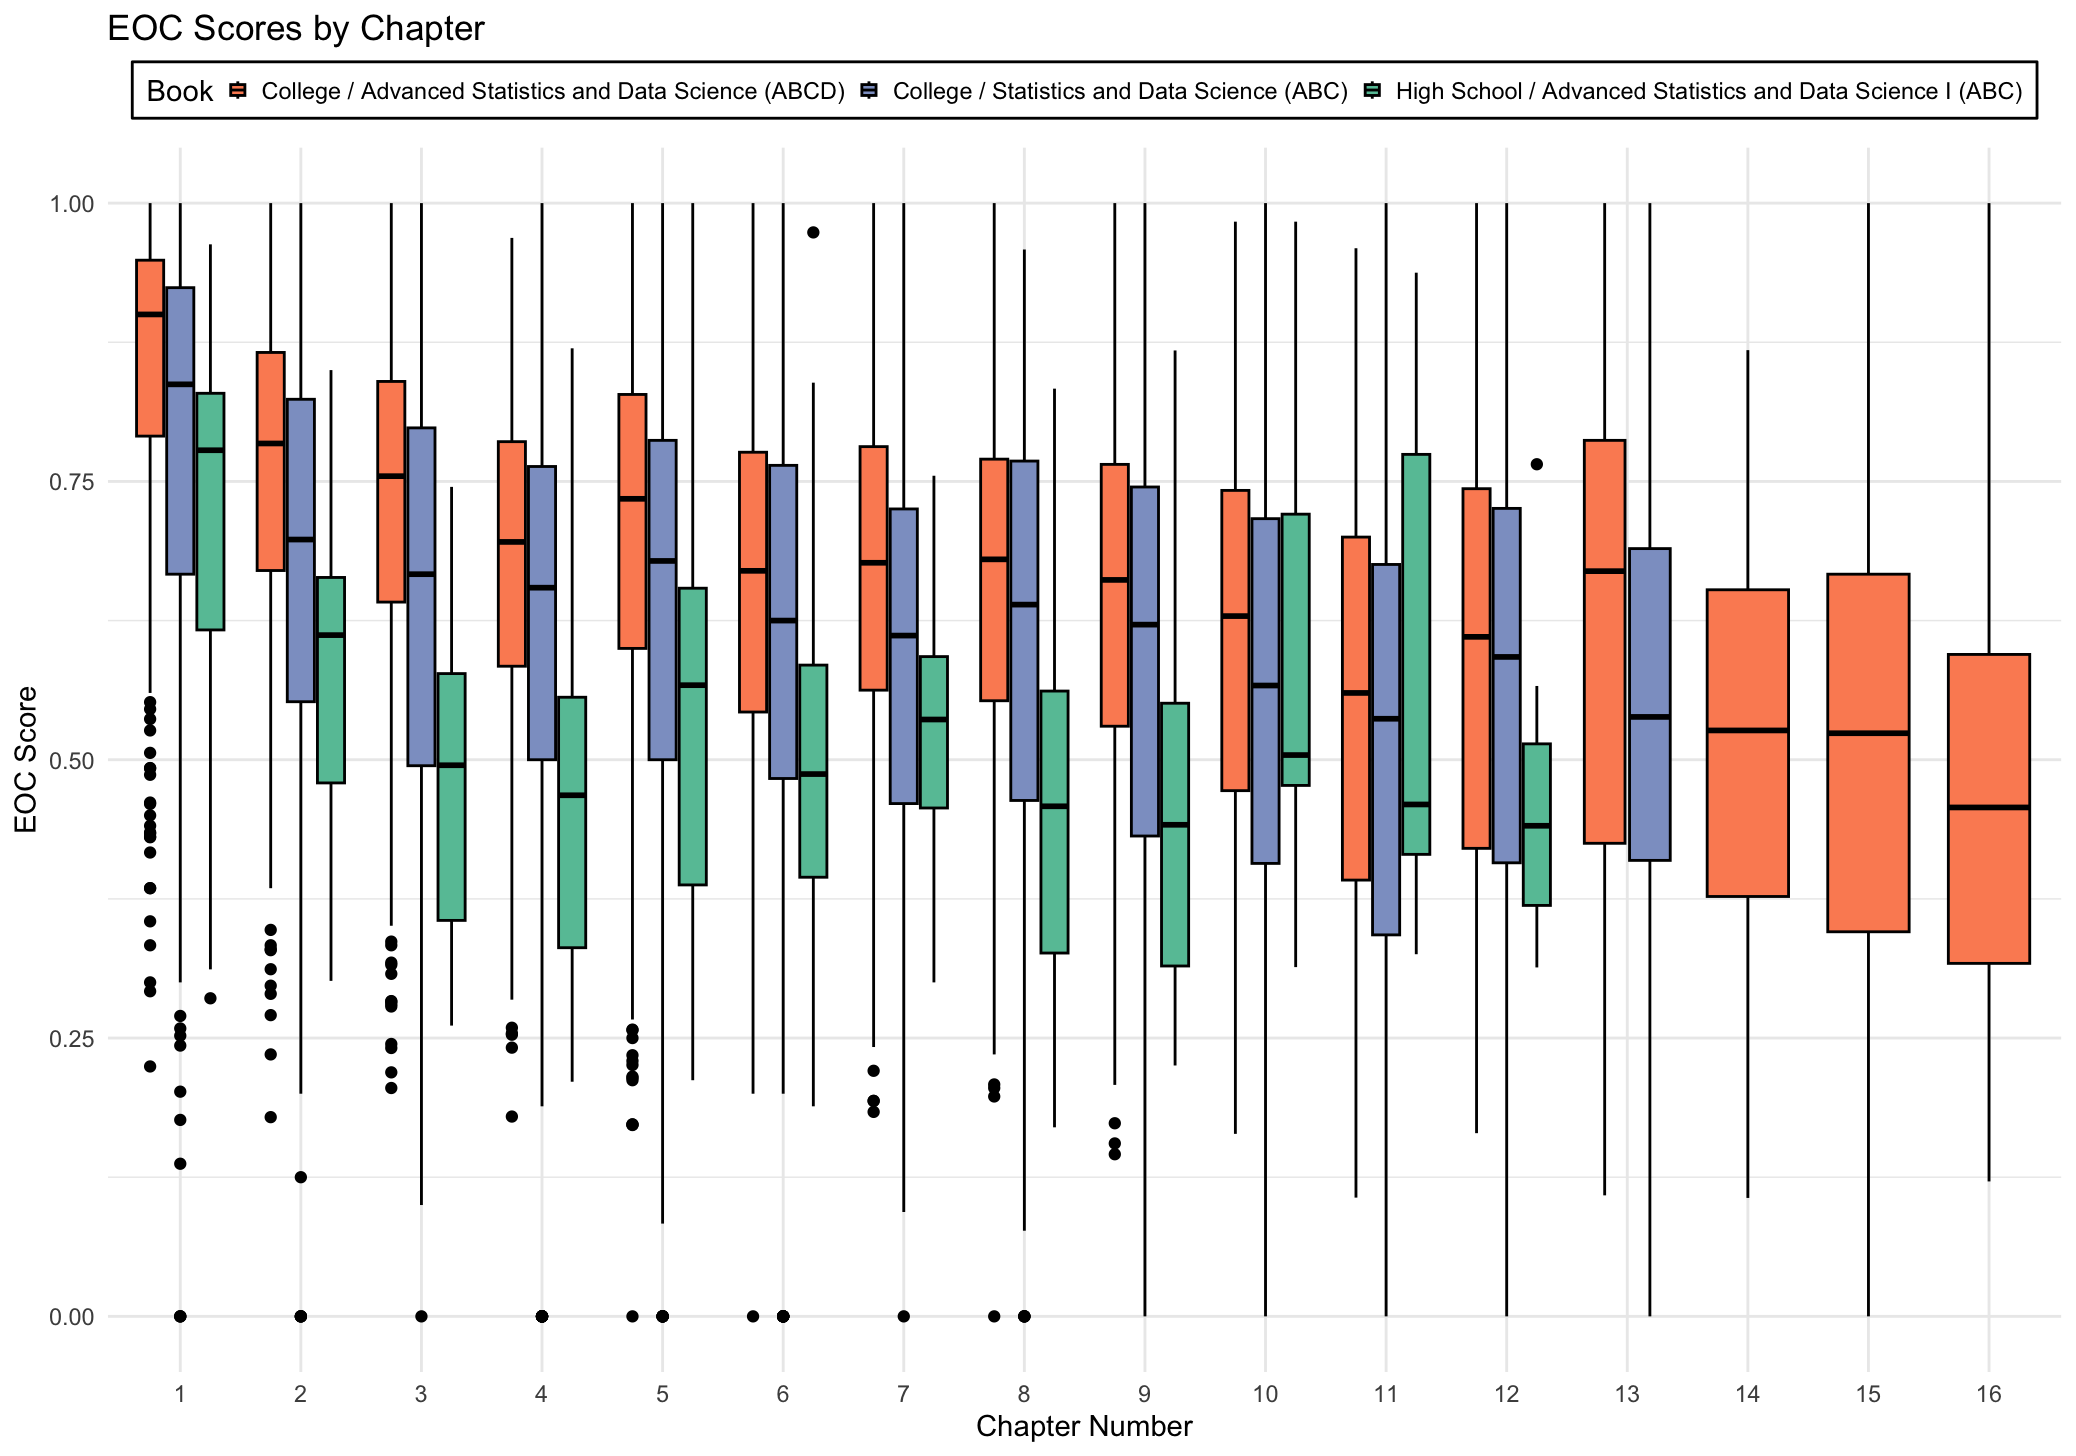 EOC Scores by Chapter
Book College / Advanced Statistics and Data Science (ABCD) College / Statistics and Data Science (ABC) High School / Advanced Statistics and Data Science I (ABC)
1.00
0.75
0.50
0.25
0.00
EOC Score
1 2 3 4 5 6 7 8 9 10 11 12 13 14 15 16
Chapter Number